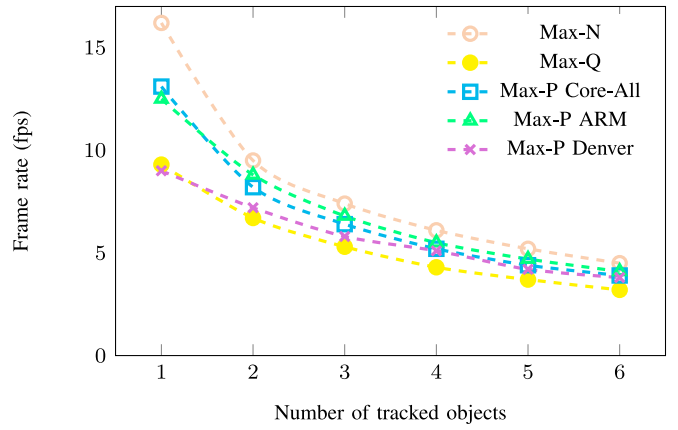 15
10
5
0
Frame rate (fps)
Max-N
Max-Q
Max-P Core-All
Max-P ARM
Max-P Denver
1 2 3 4 5 6
Number of tracked objects